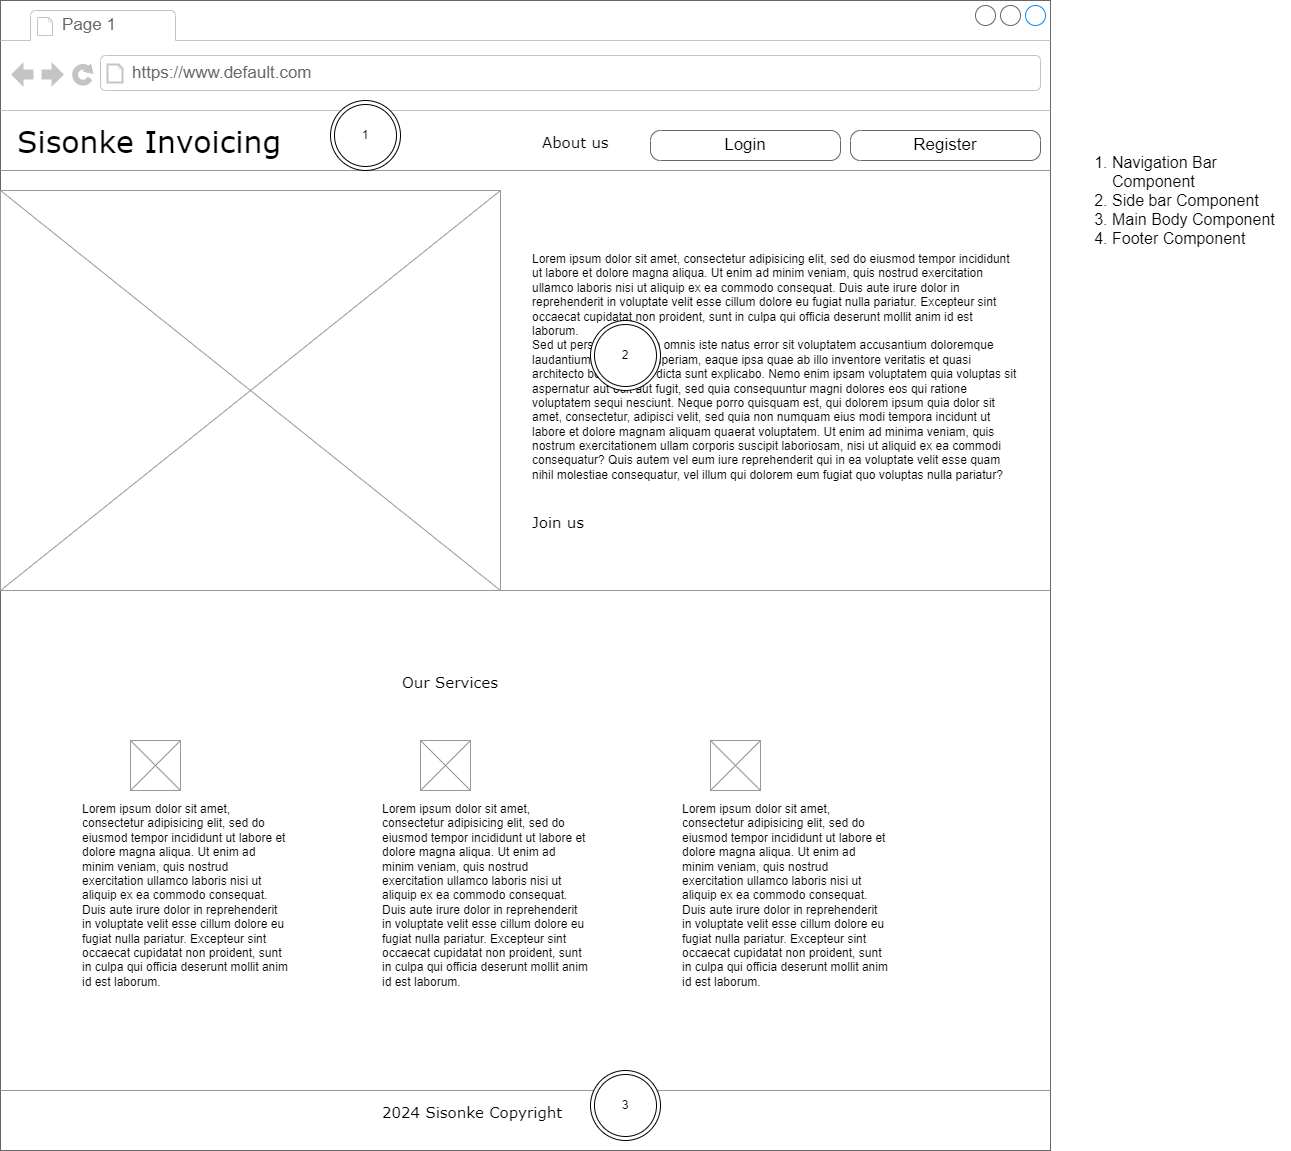 Page 1
https://www.default.com
Sisonke Invoicing
1
About us
Login
Register
1. Navigation Bar
Component
2. Side bar Component
3. Main Body Component
4. Footer Component
Lorem ipsum dolor sit amet, consectetur adipisicing elit, sed do eiusmod tempor incididunt
ut labore et dolore magna aliqua. Ut enim ad minim veniam, quis nostrud exercitation
ullamco laboris nisi ut aliquip ex ea commodo consequat. Duis aute irure dolor in
reprehenderit in voluptate velit esse cillum dolore eu fugiat nulla pariatur. Excepteur sint
occaecat cupidatat non proident, sunt in culpa qui officia deserunt mollit anim id est
laborum.
Sed ut omnis iste natus error sit voluptatem accusantium doloremque
laudantium eaque ipsa quae ab illo inventore veritatis et quasi
architecto dicta sunt explicabo. Nemo enim ipsam voluptatem quia voluptas sit
aspernatur aut aut fugit, sed quia consequuntur magni dolores eos qui ratione
voluptatem sequi nesciunt. Neque porro quisquam est, qui dolorem ipsum quia dolor sit
amet, consectetur, adipisci velit, sed quia non numquam eius modi tempora incidunt ut
labore et dolore magnam aliquam quaerat voluptatem. Ut enim ad minima veniam, quis
nostrum exercitationem ullam corporis suscipit laboriosam, nisi ut aliquid ex ea commodi
consequatur? Quis autem vel eum iure reprehenderit qui in ea voluptate velit esse quam
nihil molestiae consequatur, vel illum qui dolorem eum fugiat quo voluptas nulla pariatur?
2
Join us
Our Services
Lorem ipsum dolor sit amet,
consectetur adipisicing elit, sed do
eiusmod tempor incididunt ut labore et
dolore magna aliqua. Ut enim ad
minim veniam, quis nostrud
exercitation ullamco laboris nisi ut
aliquip ex ea commodo consequat.
Duis aute irure dolor in reprehenderit
in voluptate velit esse cillum dolore eu
fugiat nulla pariatur. Excepteur sint
occaecat cupidatat non proident, sunt
in culpa qui officia deserunt mollit anim
id est laborum.
Lorem ipsum dolor sit amet,
consectetur adipisicing elit, sed do
eiusmod tempor incididunt ut labore et
dolore magna aliqua. Ut enim ad
minim veniam, quis nostrud
exercitation ullamco laboris nisi ut
aliquip ex ea commodo consequat.
Duis aute irure dolor in reprehenderit
in voluptate velit esse cillum dolore eu
fugiat nulla pariatur. Excepteur sint
occaecat cupidatat non proident, sunt
in culpa qui officia deserunt mollit anim
id est laborum.
Lorem ipsum dolor sit amet,
consectetur adipisicing elit, sed do
eiusmod tempor incididunt ut labore et
dolore magna aliqua. Ut enim ad
minim veniam, quis nostrud
exercitation ullamco laboris nisi ut
aliquip ex ea commodo consequat.
Duis aute irure dolor in reprehenderit
in voluptate velit esse cillum dolore eu
fugiat nulla pariatur. Excepteur sint
occaecat cupidatat non proident, sunt
in culpa qui officia deserunt mollit anim
id est laborum.
2024 Sisonke Copyright
3